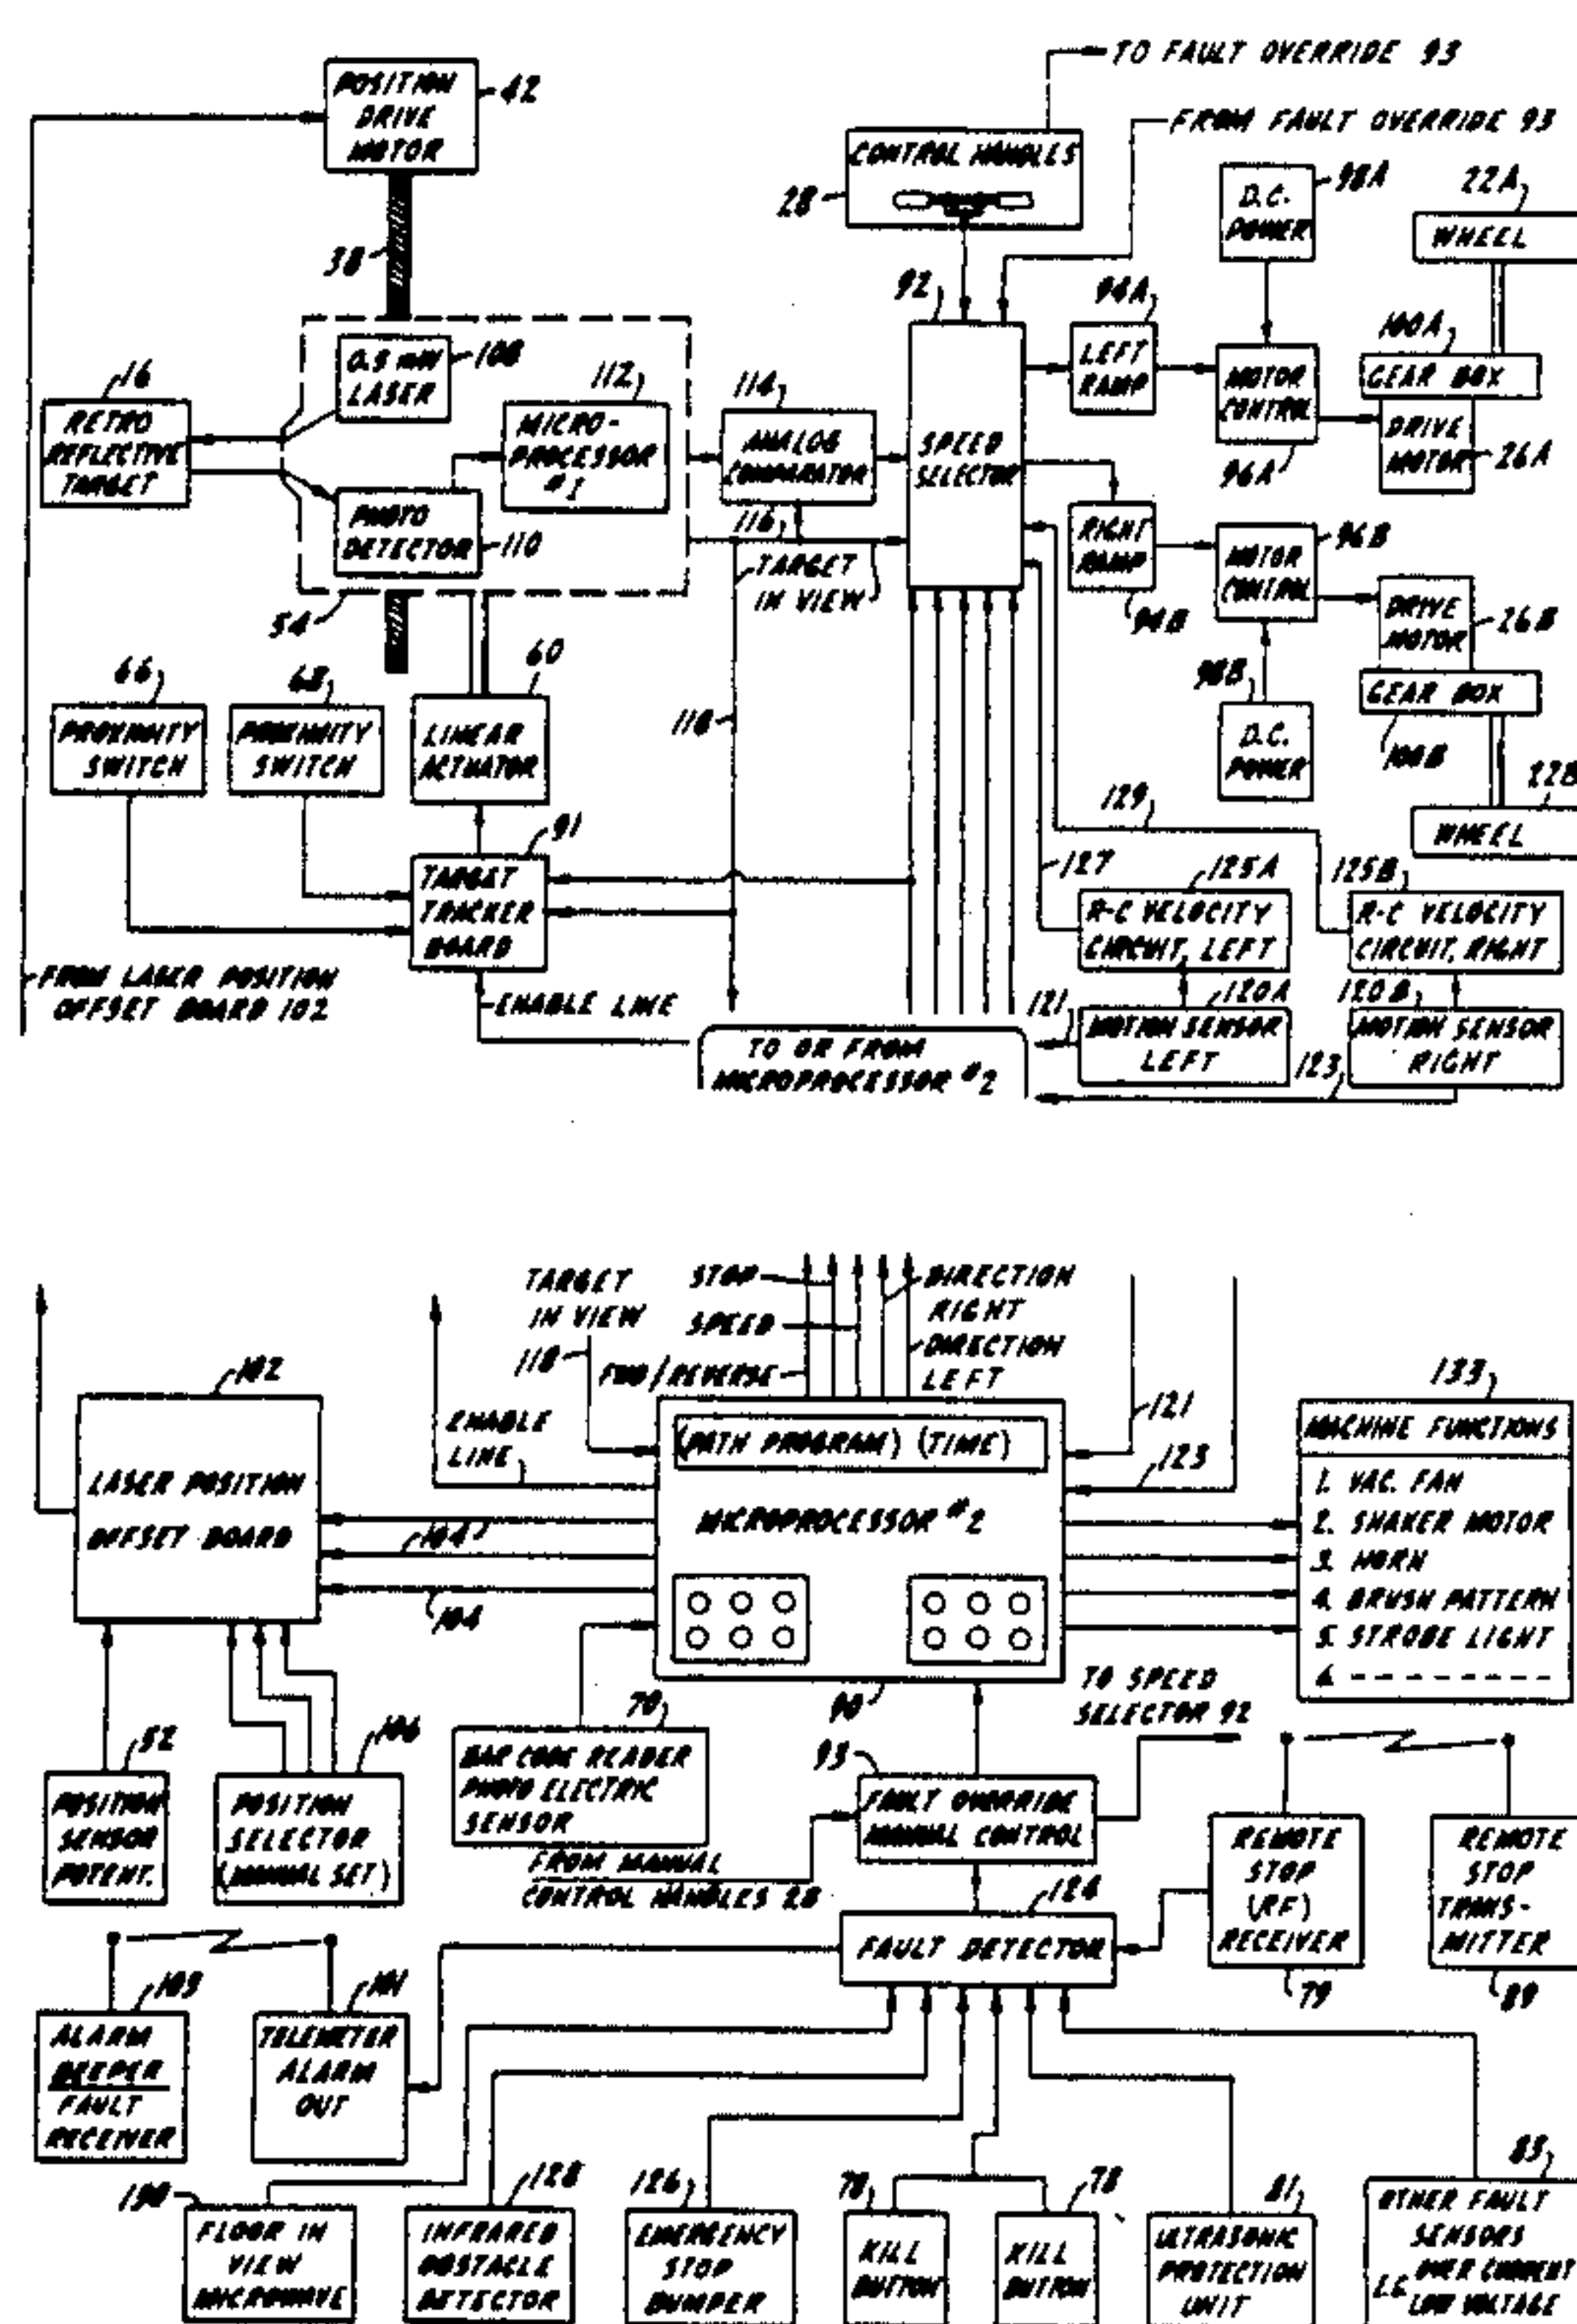 TO FAULT OVERRIDE 93
FROM FAULT OVERRIDE 93
POSITION
DRIVE
MOTOR
42
CONTROL HANDLES
28
D.C.
POWER
98A
22A
WHEEL
38
92
94A
100A
GEAR BOX
0.5 mW
LASER
108
16
RETRO
REFLECTIVE
TARGET
112
MICRO-
PROCESSOR
#1
114
ANALOG
COMPARATOR
SPEED
SELECTOR
LEFT
RAMP
MOTOR
CONTROL
96A
DRIVE
MOTOR
26A
PHOTO
DETECTOR
110
116
TARGET
IN VIEW
RIGHT
RAMP
94B
MOTOR
CONTROL
96B
DRIVE
MOTOR
26B
54
66
68
60
118
98B
GEAR BOX
100B
PROXIMITY
SWITCH
PROXIMITY
SWITCH
LINEAR
ACTUATOR
D.C.
POWER
22B
WHEEL
129
91
TARGET
TRACKER
BOARD
127
125A
R-C VELOCITY
CIRCUIT, LEFT
125B
R-C VELOCITY
CIRCUIT, RIGHT
FROM LASER POSITION
OFFSET BOARD 102
ENABLE LINE
121
120A
MOTION SENSOR
LEFT
120B
MOTION SENSOR
RIGHT
123
TO OR FROM
MICROPROCESSOR #2
TARGET
IN VIEW
118
STOP
SPEED
FWD/REVERSE
DIRECTION
RIGHT
DIRECTION
LEFT
102
LASER POSITION
OFFSET BOARD
ENABLE
LINE
(PATH PROGRAM) (TIME)
MICROPROCESSOR #2
121
123
133
MACHINE FUNCTIONS
1. VAC. FAN
2. SHAKER MOTOR
3. HORN
4. BRUSH PATTERN
5. STROBE LIGHT
6. - - - - - - - -
104
104
90
52
POSITION
SENSOR
POTENT.
106
POSITION
SELECTOR
(MANUAL SET)
70
BAR CODE READER
PHOTO ELECTRIC
SENSOR
TO SPEED
SELECTOR 92
93
FAULT OVERRIDE
MANUAL CONTROL
FROM MANUAL
CONTROL HANDLES 28
124
FAULT DETECTOR
REMOTE
STOP
(RF)
RECEIVER
79
REMOTE
STOP
TRANS-
MITTER
89
103
ALARM
BEEPER
FAULT
RECEIVER
101
TELEMETER
ALARM
OUT
130
FLOOR IN
VIEW
MICROWAVE
128
INFRARED
OBSTACLE
DETECTOR
126
EMERGENCY
STOP
BUMPER
78
KILL
BUTTON
78
KILL
BUTTON
81
ULTRASONIC
PROTECTION
UNIT
83
OTHER FAULT
SENSORS
OVER CURRENT
LOW VOLTAGE